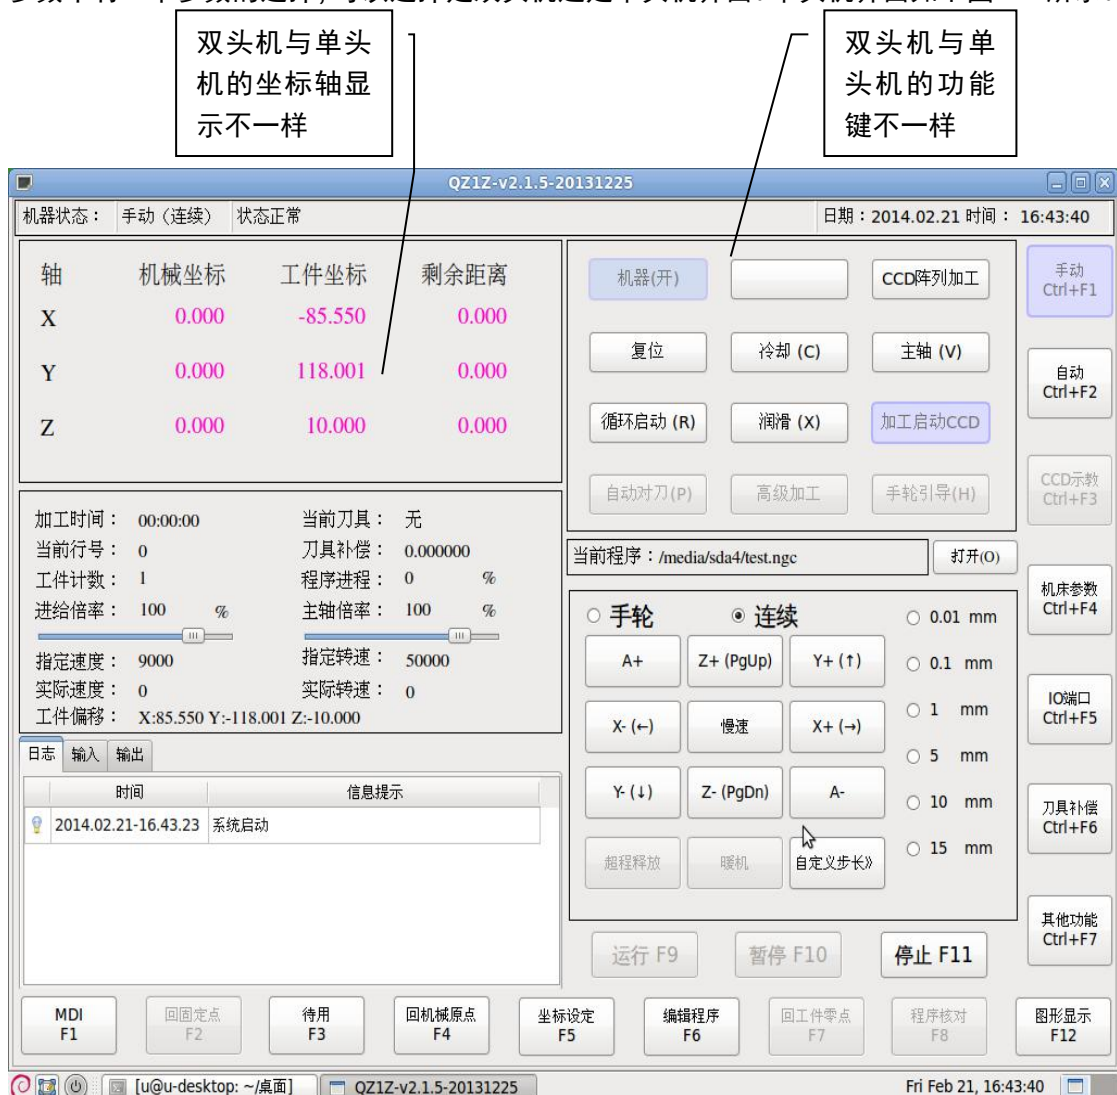 双头机与单头
机的坐标轴显
示不一样
双头机与单
头机的功能
键不一样
QZ1Z-v2.1.5-20131225
机器状态： 手动（连续） 状态正常 日期：2014.02.21 时间： 16:43:40
轴 机械坐标 工件坐标 剩余距离
X 0.000 -85.550 0.000
Y 0.000 118.001 0.000
Z 0.000 10.000 0.000
加工时间： 00:00:00 当前刀具： 无
当前行号： 0 刀具补偿： 0.000000
工件计数： 1 程序进程： 0 %
进给倍率： 100 % 主轴倍率： 100 %
指定速度： 9000 指定转速： 50000
实际速度： 0 实际转速： 0
工件偏移： X:85.550 Y:-118.001 Z:-10.000
日志 输入 输出
时间 信息提示
2014.02.21-16.43.23 系统启动
机器(开) CCD阵列加工
复位 冷却 (C) 主轴 (V)
循环启动 (R) 润滑 (X) 加工启动CCD
自动对刀(P) 高级加工 手轮引导(H)
当前程序：/media/sda4/test.ngc 打开(O)
手轮 连续
A+ Z+ (PgUp) Y+ (↑)
X- (←) 慢速 X+ (→)
Y- (↓) Z- (PgDn) A-
超程释放 暖机 自定义步长》
0.01 mm
0.1 mm
1 mm
5 mm
10 mm
15 mm
运行 F9 暂停 F10 停止 F11
手动
Ctrl+F1
自动
Ctrl+F2
CCD示教
Ctrl+F3
机床参数
Ctrl+F4
IO端口
Ctrl+F5
刀具补偿
Ctrl+F6
其他功能
Ctrl+F7
MDI
F1
回固定点
F2
待用
F3
回机械原点
F4
坐标设定
F5
编辑程序
F6
回工件零点
F7
程序核对
F8
图形显示
F12
[u@u-desktop: ~/桌面] QZ1Z-v2.1.5-20131225 Fri Feb 21, 16:43:40